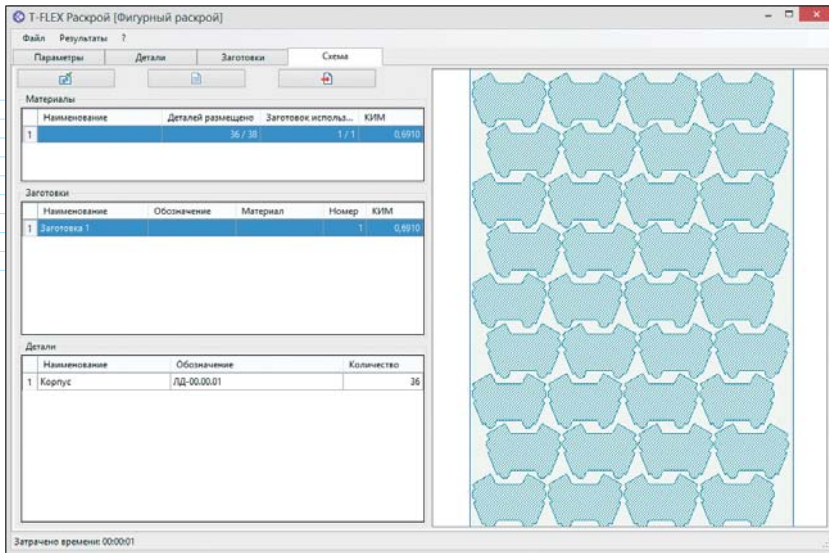 T-FLEX Раскрой [Фигурный раскрой]
Файл Результаты ?
Параметры Детали Заготовки Схема
Материалы
Наименование Деталей размещено Заготовок использ... КИМ
1 36 / 38 1 / 1 0,6910
Заготовки
Наименование Обозначение Материал Номер КИМ
1 Заготовка 1 1 0,6910
Детали
Наименование Обозначение Количество
1 Корпус ЛД-00.00.01 36
Затрачено времени: 00:00:01